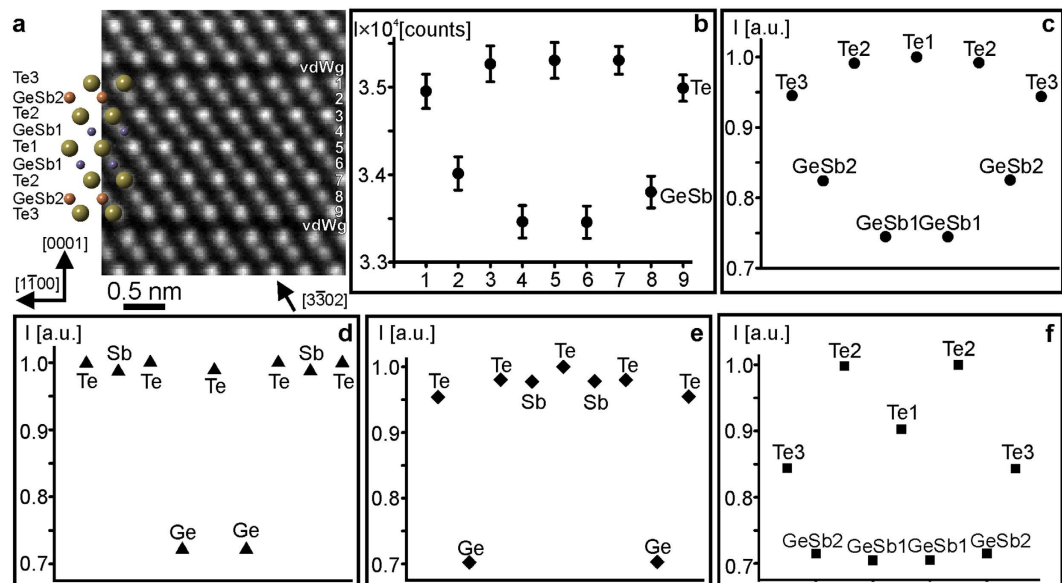 a
vdWg
Te3
GeSb2
Te2
GeSb1
Te1
GeSb1
Te2
GeSb2
Te3
1
2
3
4
5
6
7
8
9
vdWg
[0001]
[11̅00]
0.5 nm
[33̅02]
b
I×10⁴[counts]
3.5
3.4
3.3
Te
GeSb
1 2 3 4 5 6 7 8 9
c
I [a.u.]
1.0
0.9
0.8
0.7
Te3 Te2 Te1 Te2 Te3
GeSb2 GeSb2
GeSb1 GeSb1
d
I [a.u.]
1.0
0.9
0.8
0.7
Te Sb Te Te Te Sb Te
Ge Ge
e
I [a.u.]
1.0
0.9
0.8
0.7
Te Te Sb Te Sb Te Te
Ge Ge
f
I [a.u.]
1.0
0.9
0.8
0.7
Te2 Te2
Te1
Te3 Te3
GeSb2 GeSb1 GeSb1 GeSb2